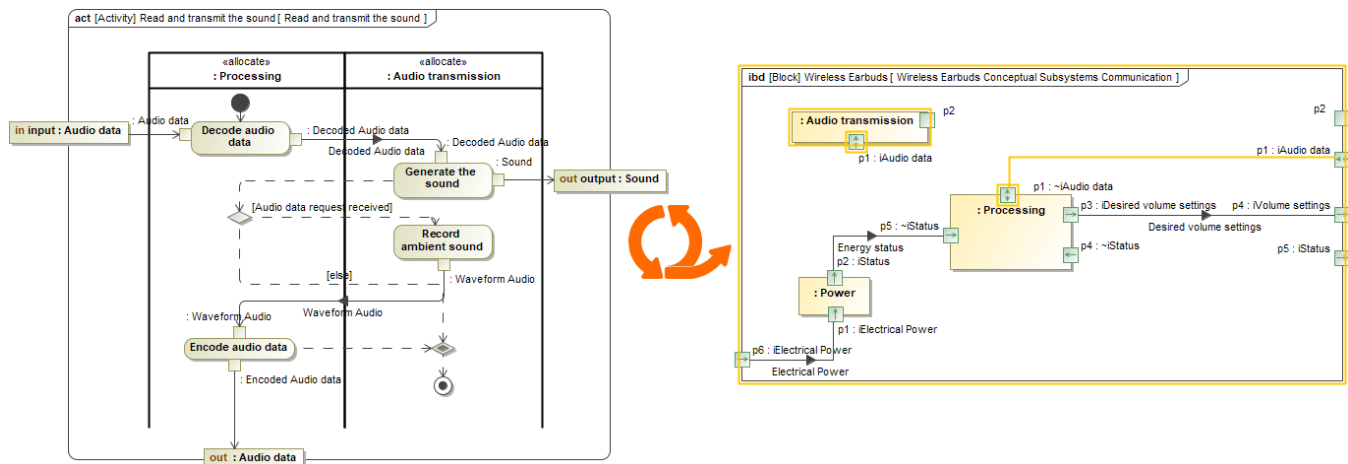 act [Activity] Read and transmit the sound [ Read and transmit the sound ]
«allocate»
: Processing
«allocate»
: Audio transmission
in input : Audio data
: Audio data
Decode audio
data
: Decoded Audio data
Decoded Audio data
: Decoded Audio data
: Sound
Generate the
sound
out output : Sound
[Audio data request received]
Record
ambient sound
[else]
: Waveform Audio
Waveform Audio
: Waveform Audio
Encode audio data
: Encoded Audio data
out : Audio data
ibd [Block] Wireless Earbuds [ Wireless Earbuds Conceptual Subsystems Communication ]
: Audio transmission
p2
p1 : iAudio data
p2
p1 : iAudio data
p1 : ~iAudio data
: Processing
p3 : iDesired volume settings
p4 : iVolume settings
Desired volume settings
p5 : ~iStatus
Energy status
p4 : ~iStatus
p5 : iStatus
p2 : iStatus
: Power
p1 : iElectrical Power
p6 : iElectrical Power
Electrical Power